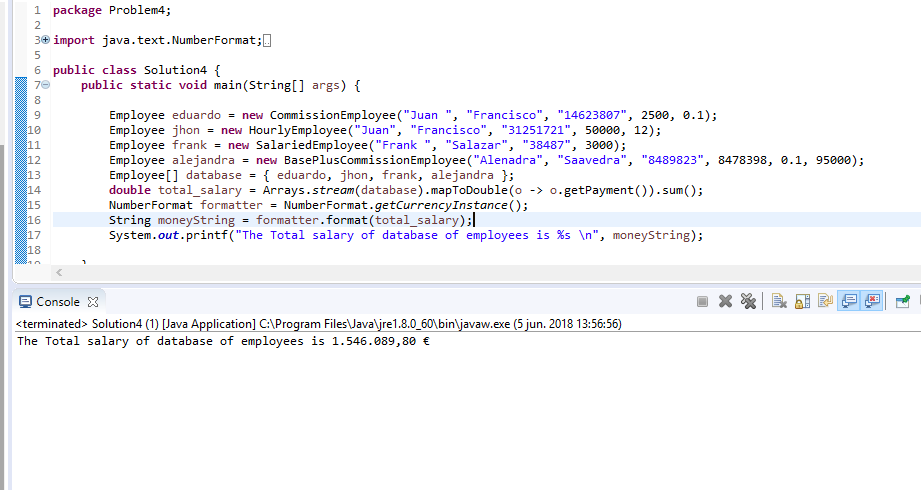 1 package Problem4;
2
3 import java.text.NumberFormat;
5
6 public class Solution4 {
7 public static void main(String[] args) {
8
9 Employee eduardo = new CommissionEmployee("Juan ", "Francisco", "14623807", 2500, 0.1);
10 Employee jhon = new HourlyEmployee("Juan", "Francisco", "31251721", 50000, 12);
11 Employee frank = new SalariedEmployee("Frank ", "Salazar", "38487", 3000);
12 Employee alejandra = new BasePlusCommissionEmployee("Alenadra", "Saavedra", "8489823", 8478398, 0.1, 95000);
13 Employee[] database = { eduardo, jhon, frank, alejandra };
14 double total_salary = Arrays.stream(database).mapToDouble(o -> o.getPayment()).sum();
15 NumberFormat formatter = NumberFormat.getCurrencyInstance();
16 String moneyString = formatter.format(total_salary);
17 System.out.printf("The Total salary of database of employees is %s \n", moneyString);
18
19 }
Console
<terminated> Solution4 (1) [Java Application] C:\Program Files\Java\jre1.8.0_60\bin\javaw.exe (5 jun. 2018 13:56:56)
The Total salary of database of employees is 1.546.089,80 €